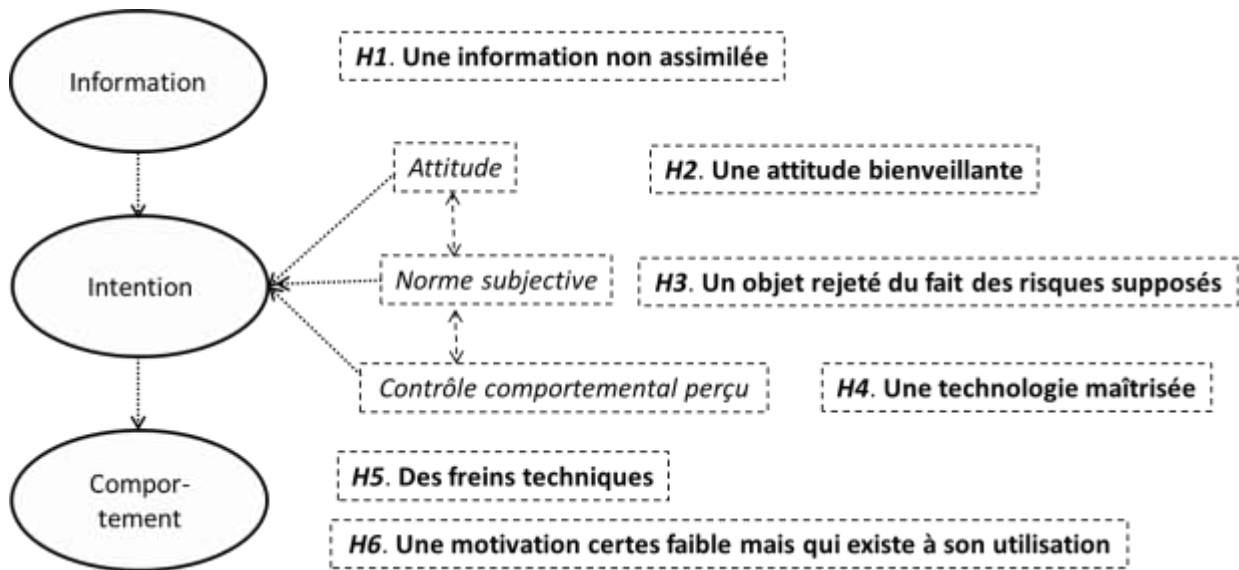 Information
H1. Une information non assimilée
Attitude
H2. Une attitude bienveillante
Intention
Norme subjective
H3. Un objet rejeté du fait des risques supposés
Contrôle comportemental perçu
H4. Une technologie maîtrisée
Compor-
tement
H5. Des freins techniques
H6. Une motivation certes faible mais qui existe à son utilisation